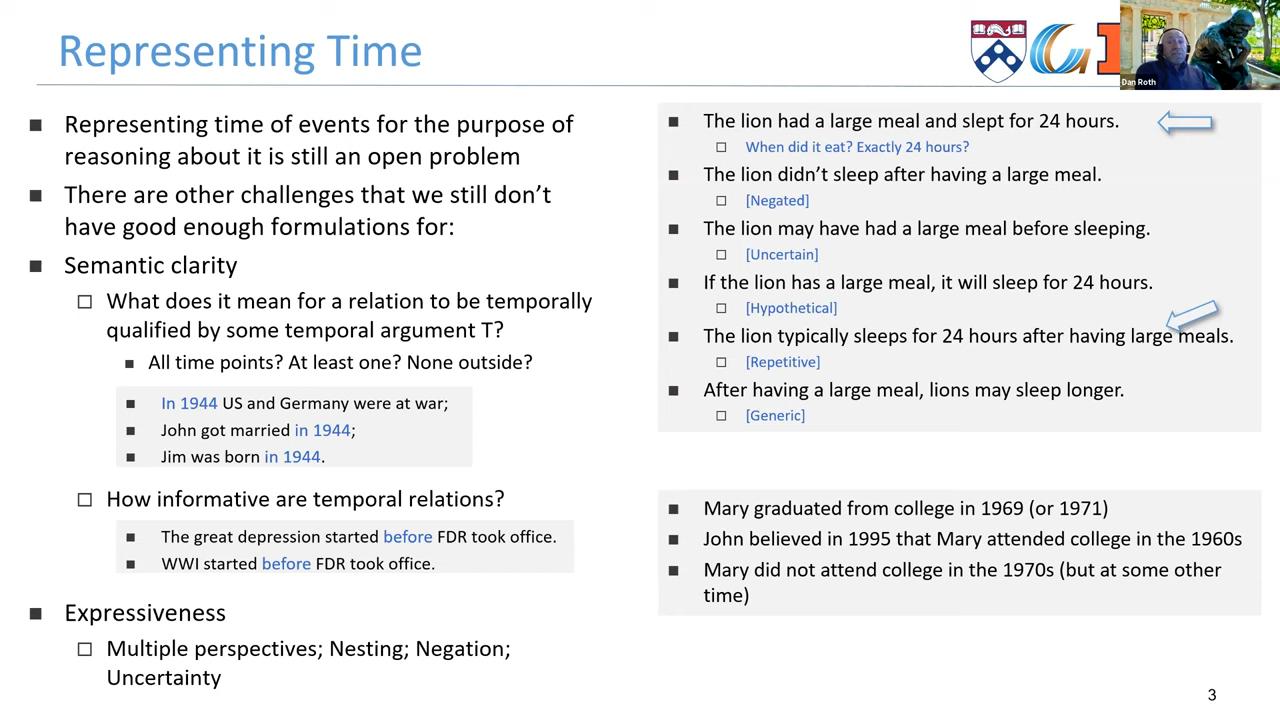 Representing Time
Dan Roth
Representing time of events for the purpose of
reasoning about it is still an open problem
There are other challenges that we still don't
have good enough formulations for:
Semantic clarity
What does it mean for a relation to be temporally
qualified by some temporal argument T?
All time points? At least one? None outside?
In 1944 US and Germany were at war;
John got married in 1944;
Jim was born in 1944.
How informative are temporal relations?
The great depression started before FDR took office.
WWI started before FDR took office.
Expressiveness
Multiple perspectives; Nesting; Negation;
Uncertainty
The lion had a large meal and slept for 24 hours.
When did it eat? Exactly 24 hours?
The lion didn't sleep after having a large meal.
[Negated]
The lion may have had a large meal before sleeping.
[Uncertain]
If the lion has a large meal, it will sleep for 24 hours.
[Hypothetical]
The lion typically sleeps for 24 hours after having large meals.
[Repetitive]
After having a large meal, lions may sleep longer.
[Generic]
Mary graduated from college in 1969 (or 1971)
John believed in 1995 that Mary attended college in the 1960s
Mary did not attend college in the 1970s (but at some other
time)
3